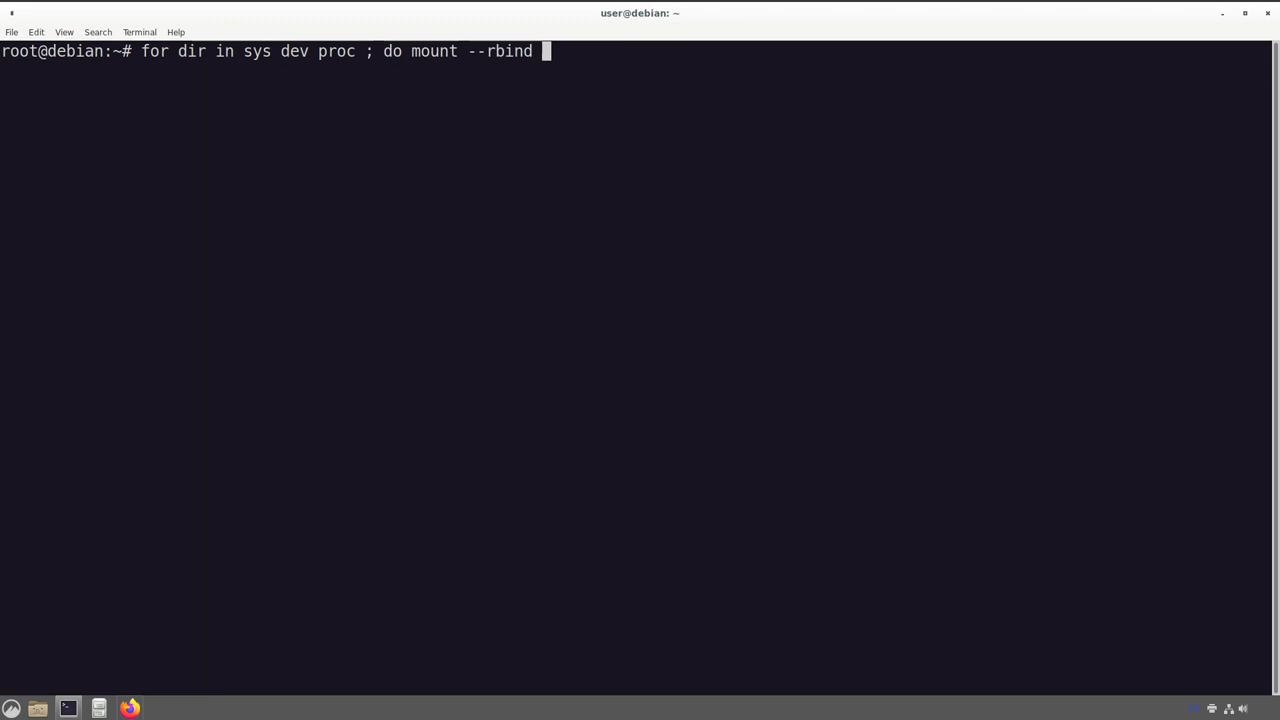 user@debian: ~
File Edit View Search Terminal Help
root@debian:~# for dir in sys dev proc ; do mount --rbind